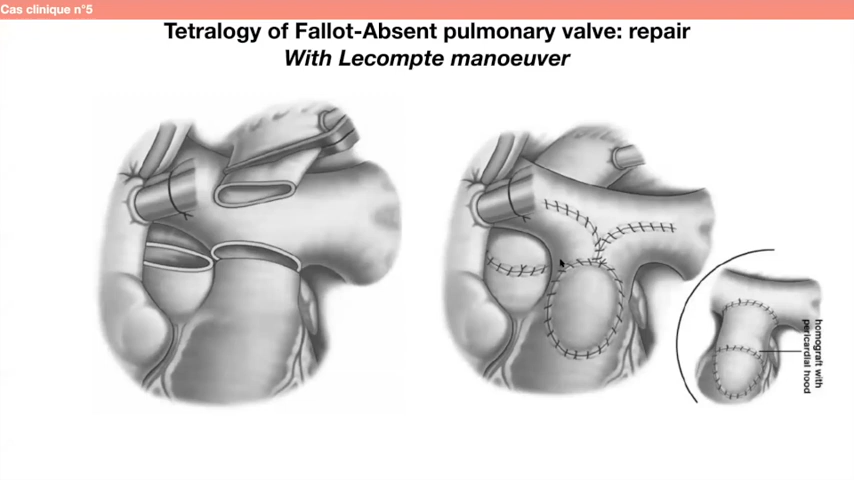 Cas clinique n°5
Tetralogy of Fallot-Absent pulmonary valve: repair
With Lecompte manoeuver
homograft with
pericardial hood